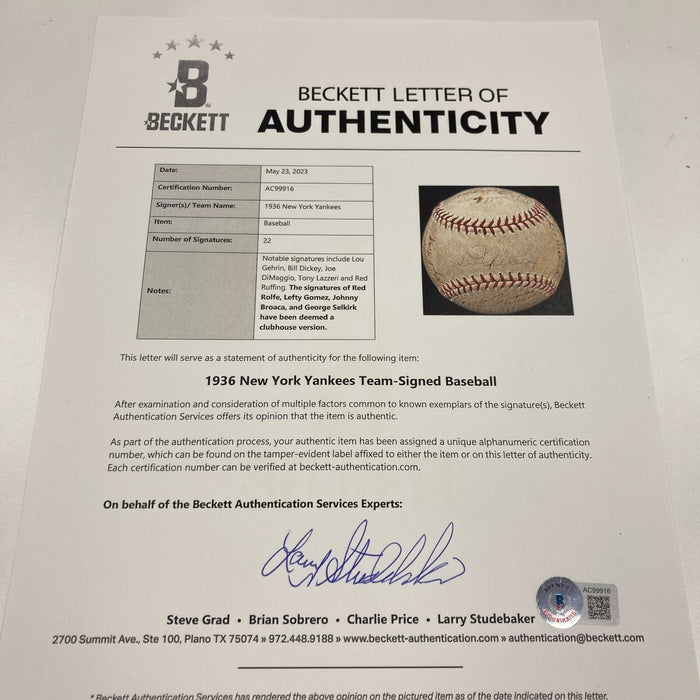 BECKETT
BECKETT LETTER OF
AUTHENTICITY
Date: May 23, 2023
Certification Number: AC99916
Signer(s)/ Team Name: 1936 New York Yankees
Item: Baseball
Number of Signatures: 22
Notes:
Notable signatures include Lou
Gehrin, Bill Dickey, Joe
DiMaggio, Tony Lazzeri and Red
Ruffing. The signatures of Red
Rolfe, Lefty Gomez, Johnny
Broaca, and George Selkirk
have been deemed a
clubhouse version.
This letter will serve as a statement of authenticity for the following item:
1936 New York Yankees Team-Signed Baseball
After examination and consideration of multiple factors common to known exemplars of the signature(s), Beckett
Authentication Services offers its opinion that the item is authentic.
As part of the authentication process, your authentic item has been assigned a unique alphanumeric certification
number, which can be found on the tamper-evident label affixed to either the item or on this letter of authenticity.
Each certification number can be verified at beckett-authentication.com.
On behalf of the Beckett Authentication Services Experts:
Larry Studebaker
AC99916
Steve Grad • Brian Sobrero • Charlie Price • Larry Studebaker
2700 Summit Ave., Ste 100, Plano TX 75074 » 972.448.9188 » www.beckett-authentication.com » authentication@beckett.com
* Beckett Authentication Services has rendered the above opinion on the pictured item as of the date indicated on this letter.